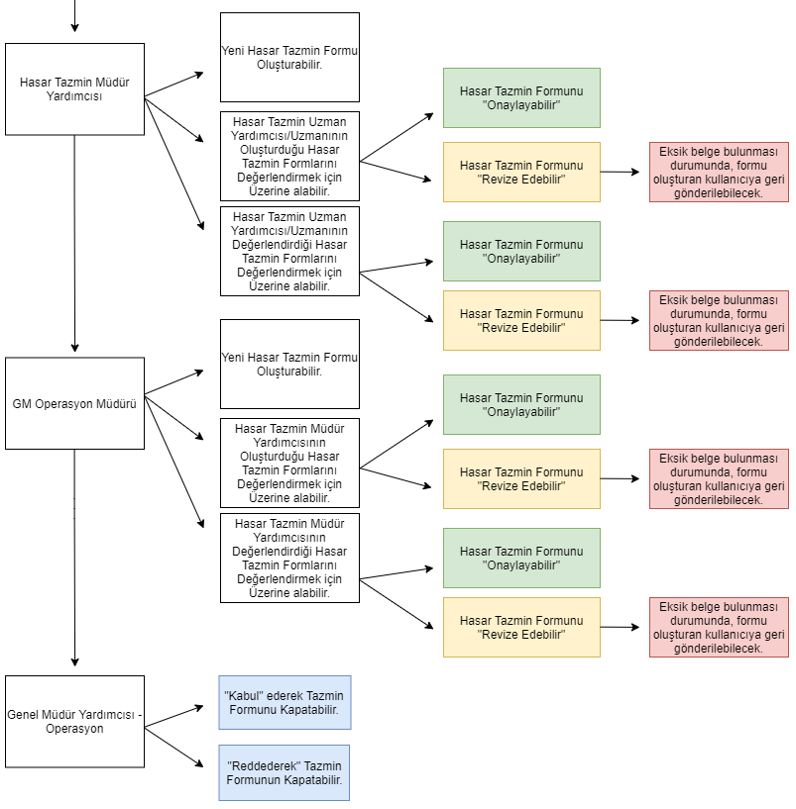 Hasar Tazmin Müdür
Yardımcısı
Yeni Hasar Tazmin Formu
Oluşturabilir.
Hasar Tazmin Uzman
Yardımcısı/Uzmanının
Oluşturduğu Hasar
Tazmin Formlarını
Değerlendirmek için
Üzerine alabilir.
Hasar Tazmin Formunu
"Onaylayabilir"
Hasar Tazmin Formunu
"Revize Edebilir"
Eksik belge bulunması
durumunda, formu
oluşturan kullanıcıya geri
gönderilebilecek.
Hasar Tazmin Uzman
Yardımcısı/Uzmanının
Değerlendirdiği Hasar
Tazmin Formlarını
Değerlendirmek için
Üzerine alabilir.
Hasar Tazmin Formunu
"Onaylayabilir"
Hasar Tazmin Formunu
"Revize Edebilir"
Eksik belge bulunması
durumunda, formu
oluşturan kullanıcıya geri
gönderilebilecek.
GM Operasyon Müdürü
Yeni Hasar Tazmin Formu
Oluşturabilir.
Hasar Tazmin Müdür
Yardımcısının
Oluşturduğu Hasar
Tazmin Formlarını
Değerlendirmek için
Üzerine alabilir.
Hasar Tazmin Formunu
"Onaylayabilir"
Hasar Tazmin Formunu
"Revize Edebilir"
Eksik belge bulunması
durumunda, formu
oluşturan kullanıcıya geri
gönderilebilecek.
Hasar Tazmin Müdür
Yardımcısının
Değerlendirdiği Hasar
Tazmin Formlarını
Değerlendirmek için
Üzerine alabilir.
Hasar Tazmin Formunu
"Onaylayabilir"
Hasar Tazmin Formunu
"Revize Edebilir"
Eksik belge bulunması
durumunda, formu
oluşturan kullanıcıya geri
gönderilebilecek.
Genel Müdür Yardımcısı -
Operasyon
"Kabul" ederek Tazmin
Formunu Kapatabilir.
"Reddederek" Tazmin
Formunun Kapatabilir.